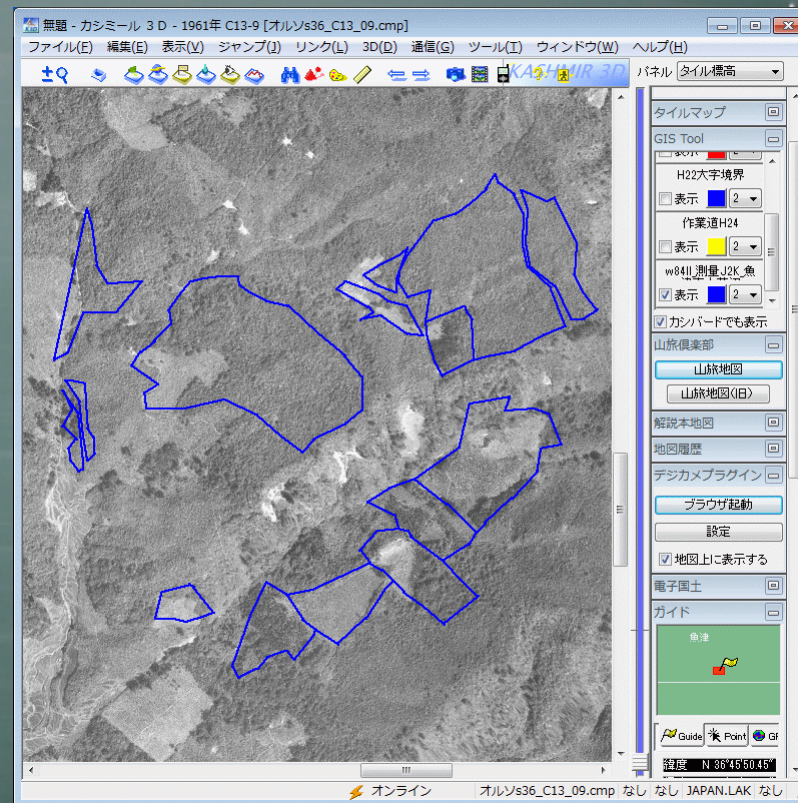 無題 - カシミール 3D - 1961年 C13-9 [オルソs36_C13_09.cmp]
ファイル(F) 編集(E) 表示(V) ジャンプ(J) リンク(L) 3D(D) 通信(G) ツール(T) ウィンドウ(W) ヘルプ(H)
KASHMIR 3D
パネル タイル標高
タイルマップ
GIS Tool
表示
H22大字境界
表示 2
作業道H24
表示 2
w84II_測量J2K_魚
表示 2
カシバードでも表示
山旅倶楽部
山旅地図
山旅地図(旧)
解説本地図
地図履歴
デジカメプラグイン
ブラウザ起動
設定
地図上に表示する
電子国土
ガイド
魚津
Guide Point GF
緯度 N 36°45'50.45"
オンライン オルソs36_C13_09.cmp なし なし JAPAN.LAK なし